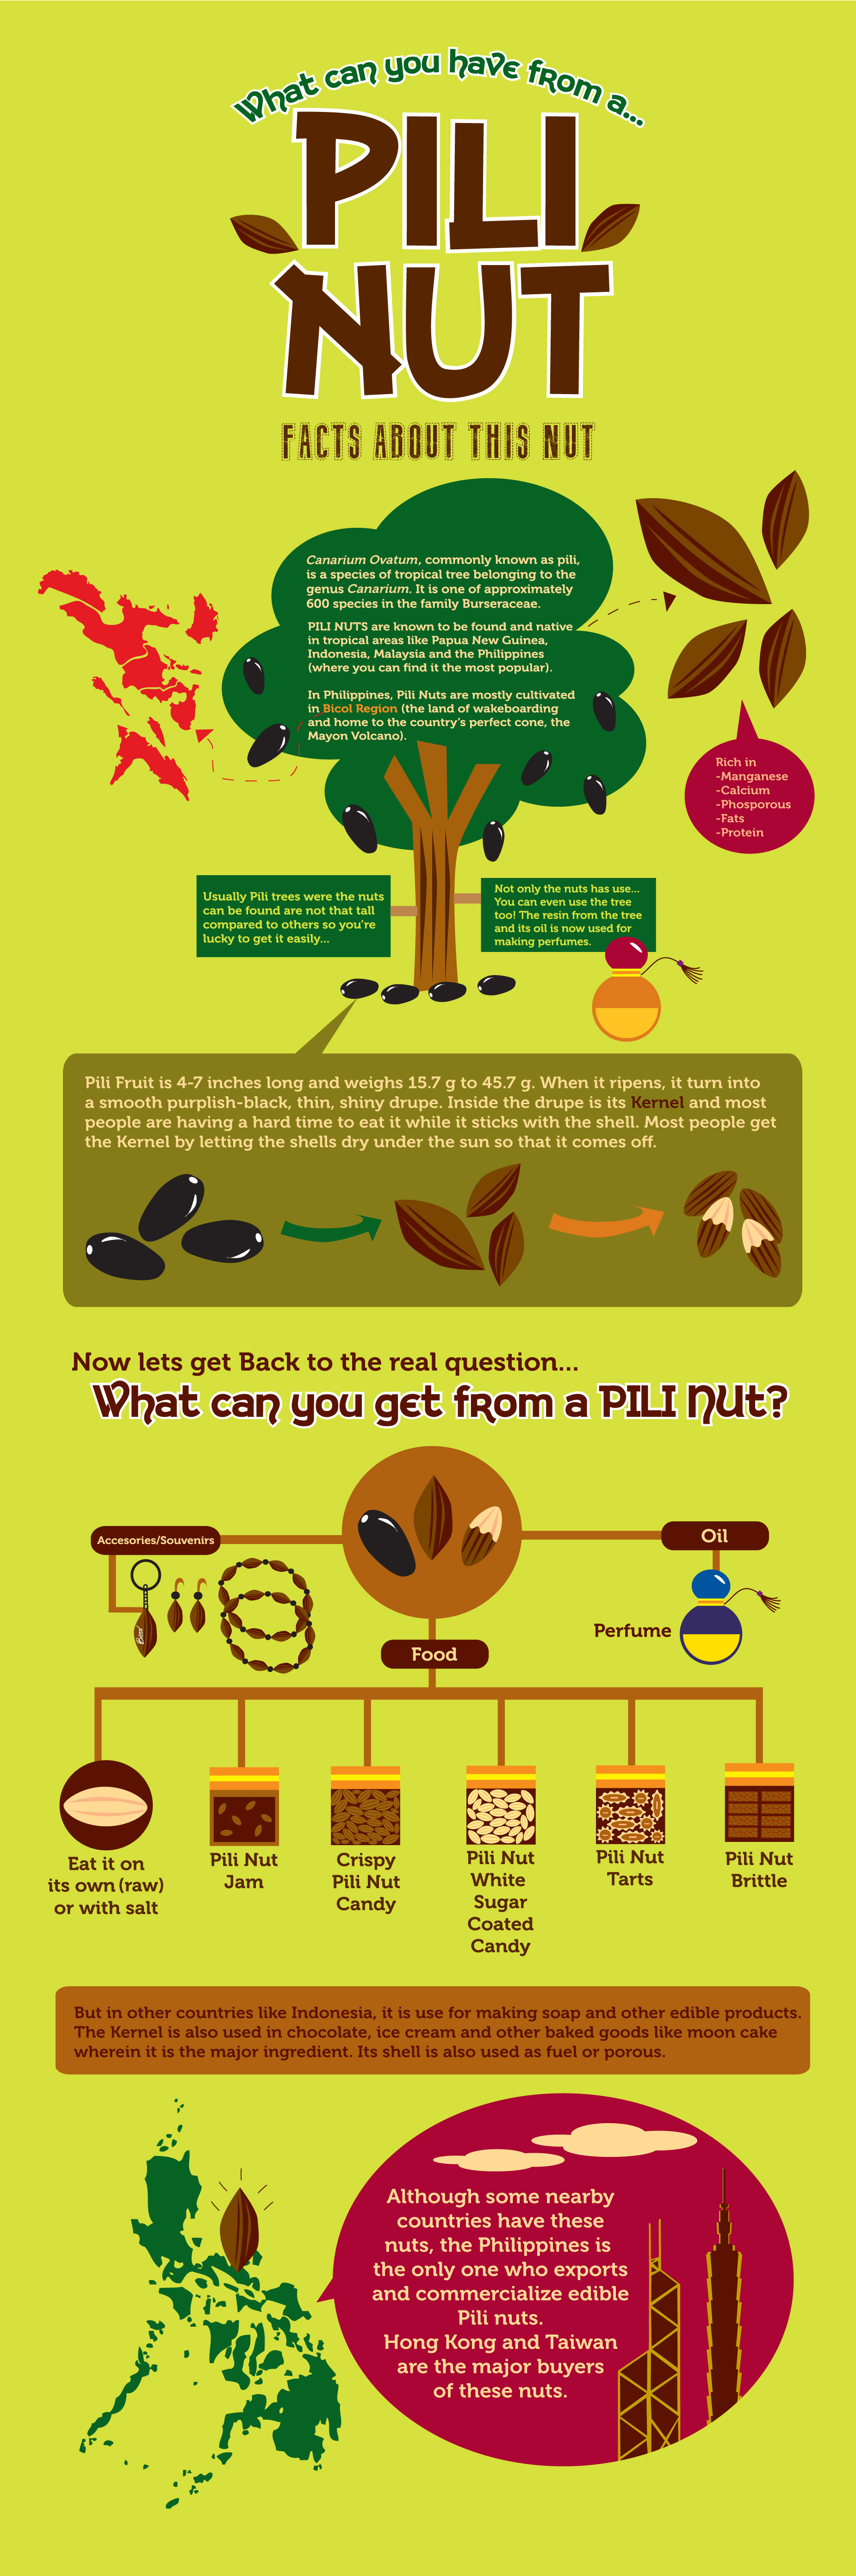 What can you have from a...
PILI
NUT
FACTS ABOUT THIS NUT
Canarium Ovatum, commonly known as pili,
is a species of tropical tree belonging to the
genus Canarium. It is one of approximately
600 species in the family Burseraceae.
PILI NUTS are known to be found and native
in tropical areas like Papua New Guinea,
Indonesia, Malaysia and the Philippines
(where you can find it the most popular).
In Philippines, Pili Nuts are mostly cultivated
in Bicol Region (the land of wakeboarding
and home to the country's perfect cone, the
Mayon Volcano).
Rich in
-Manganese
-Calcium
-Phosporous
-Fats
-Protein
Usually Pili trees were the nuts
can be found are not that tall
compared to others so you're
lucky to get it easily...
Not only the nuts has use...
You can even use the tree
too! The resin from the tree
and its oil is now used for
making perfumes.
Pili Fruit is 4-7 inches long and weighs 15.7 g to 45.7 g. When it ripens, it turn into
a smooth purplish-black, thin, shiny drupe. Inside the drupe is its Kernel and most
people are having a hard time to eat it while it sticks with the shell. Most people get
the Kernel by letting the shells dry under the sun so that it comes off.
Now lets get Back to the real question...
What can you get from a PILI NUt?
Accesories/Souvenirs
Oil
Bicol
Perfume
Food
Eat it on
its own (raw)
or with salt
Pili Nut
Jam
Crispy
Pili Nut
Candy
Pili Nut
White
Sugar
Coated
Candy
Pili Nut
Tarts
Pili Nut
Brittle
But in other countries like Indonesia, it is use for making soap and other edible products.
The Kernel is also used in chocolate, ice cream and other baked goods like moon cake
wherein it is the major ingredient. Its shell is also used as fuel or porous.
Although some nearby
countries have these
nuts, the Philippines is
the only one who exports
and commercialize edible
Pili nuts.
Hong Kong and Taiwan
are the major buyers
of these nuts.